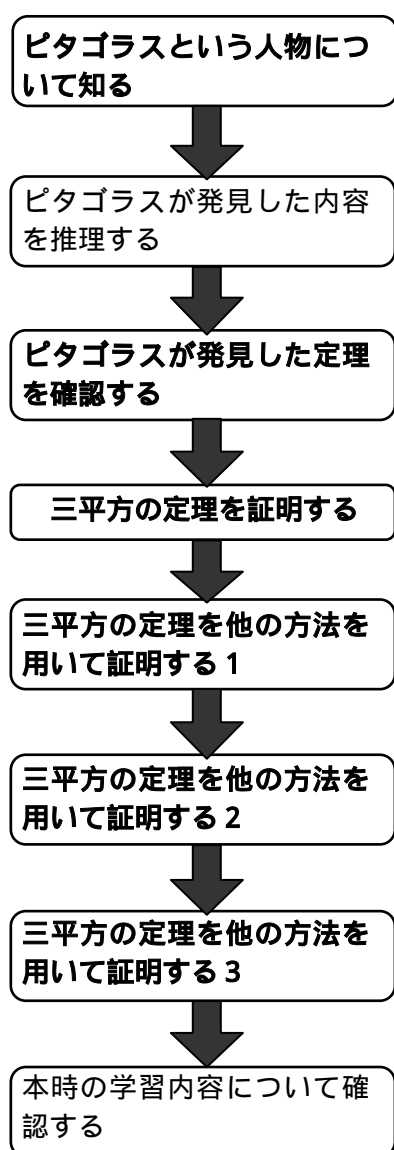 ピタゴラスという人物につ
いて知る
ピタゴラスが発見した内容
を推理する
ピタゴラスが発見した定理
を確認する
三平方の定理を証明する
三平方の定理を他の方法を
用いて証明する1
三平方の定理を他の方法を
用いて証明する2
三平方の定理を他の方法を
用いて証明する3
本時の学習内容について確
認する